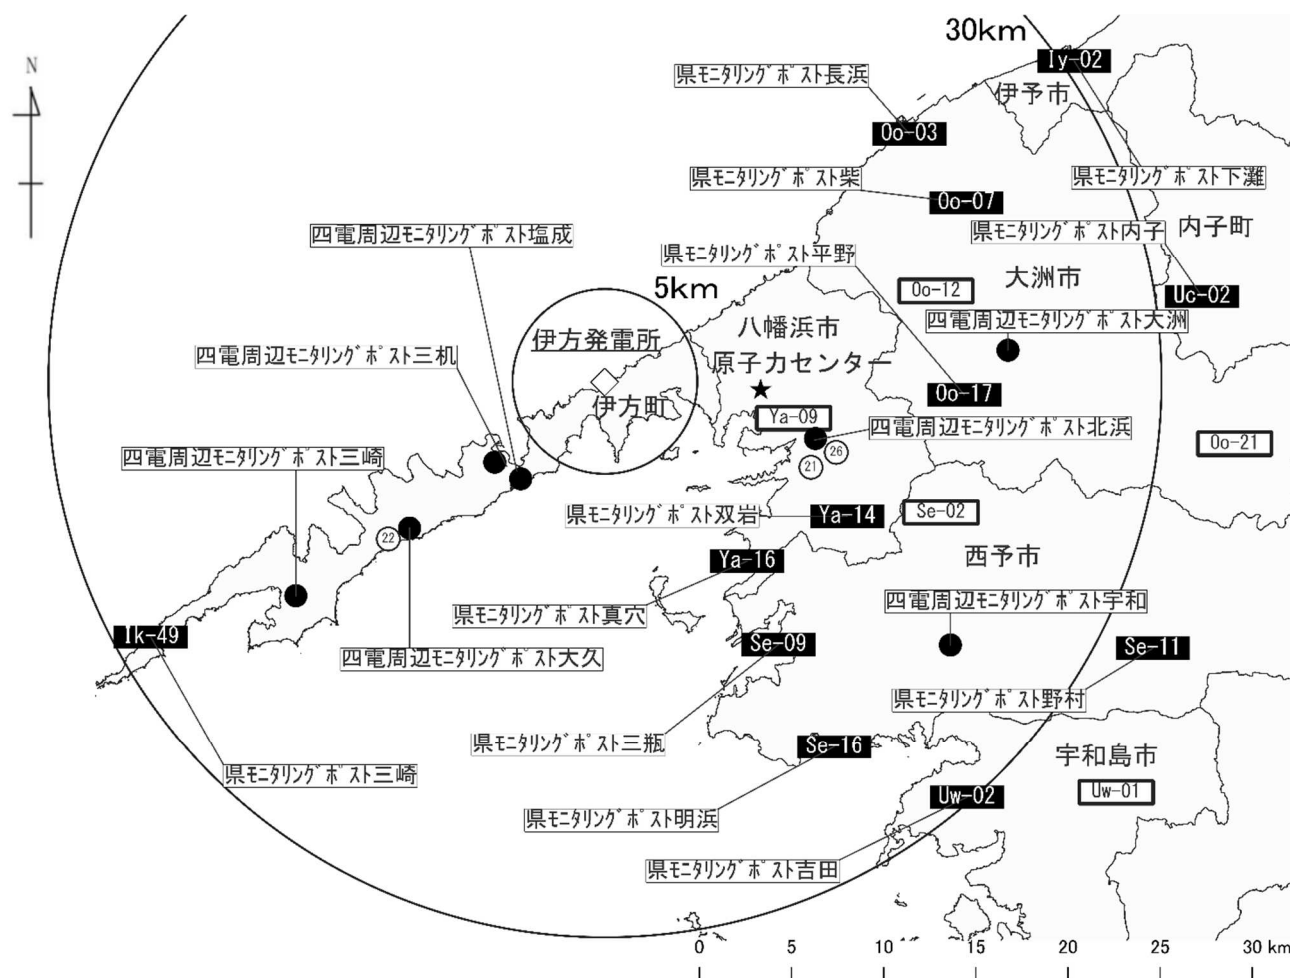 30km
N
Iy-02
県ﾓﾆﾀﾘﾝｸﾞﾎﾟｽﾄ長浜
伊予市
Oo-03
県ﾓﾆﾀﾘﾝｸﾞﾎﾟｽﾄ柴
県ﾓﾆﾀﾘﾝｸﾞﾎﾟｽﾄ下灘
Oo-07
四電周辺ﾓﾆﾀﾘﾝｸﾞﾎﾟｽﾄ塩成
県ﾓﾆﾀﾘﾝｸﾞﾎﾟｽﾄ内子
内子町
県ﾓﾆﾀﾘﾝｸﾞﾎﾟｽﾄ平野
大洲市
5km
Oo-12
Uc-02
四電周辺ﾓﾆﾀﾘﾝｸﾞﾎﾟｽﾄ大洲
八幡浜市
伊方発電所
四電周辺ﾓﾆﾀﾘﾝｸﾞﾎﾟｽﾄ三机
原子力センター
★
Oo-17
伊方町
Ya-09
四電周辺ﾓﾆﾀﾘﾝｸﾞﾎﾟｽﾄ北浜
Oo-21
四電周辺ﾓﾆﾀﾘﾝｸﾞﾎﾟｽﾄ三崎
26
21
県ﾓﾆﾀﾘﾝｸﾞﾎﾟｽﾄ双岩
Ya-14
Se-02
22
西予市
Ya-16
四電周辺ﾓﾆﾀﾘﾝｸﾞﾎﾟｽﾄ宇和
県ﾓﾆﾀﾘﾝｸﾞﾎﾟｽﾄ真穴
Ik-49
Se-09
Se-11
四電周辺ﾓﾆﾀﾘﾝｸﾞﾎﾟｽﾄ大久
県ﾓﾆﾀﾘﾝｸﾞﾎﾟｽﾄ野村
県ﾓﾆﾀﾘﾝｸﾞﾎﾟｽﾄ三瓶
Se-16
宇和島市
県ﾓﾆﾀﾘﾝｸﾞﾎﾟｽﾄ三崎
Uw-02
Uw-01
県ﾓﾆﾀﾘﾝｸﾞﾎﾟｽﾄ明浜
県ﾓﾆﾀﾘﾝｸﾞﾎﾟｽﾄ吉田
0 5 10 15 20 25 30 km